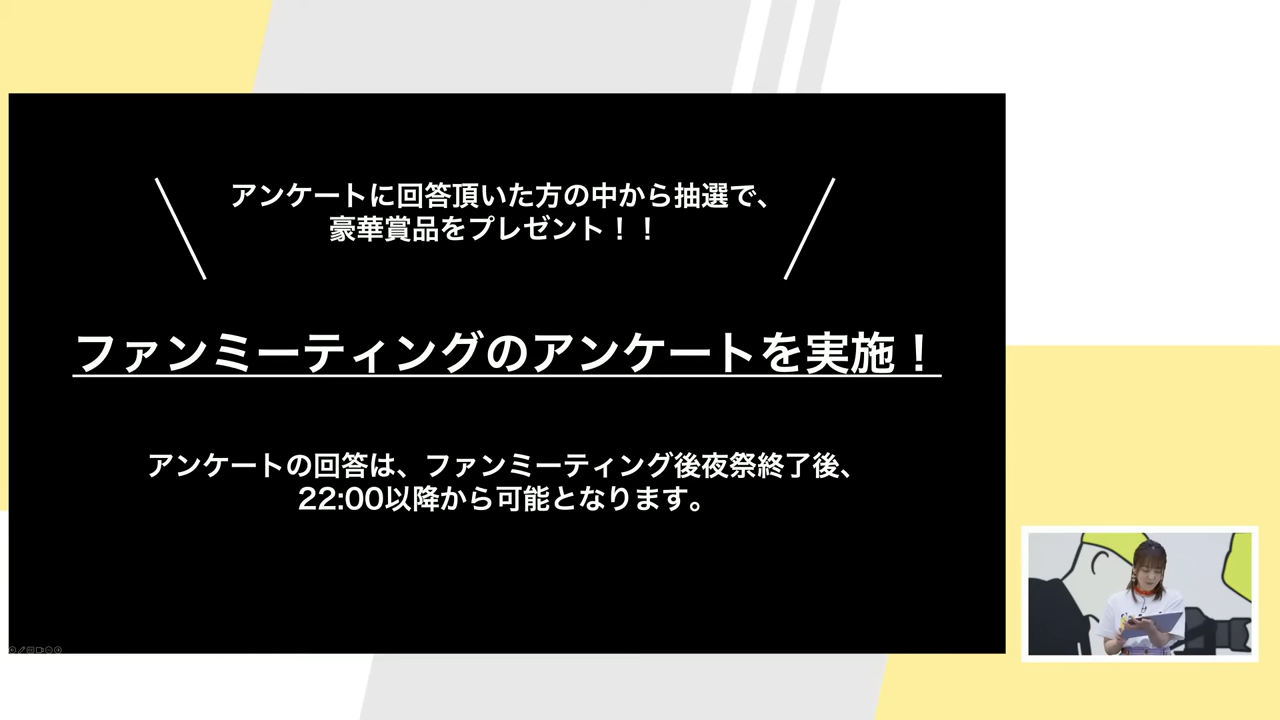 アンケートに回答頂いた方の中から抽選で、
豪華賞品をプレゼント！！
ファンミーティングのアンケートを実施！
アンケートの回答は、ファンミーティング後夜祭終了後、
22:00以降から可能となります。